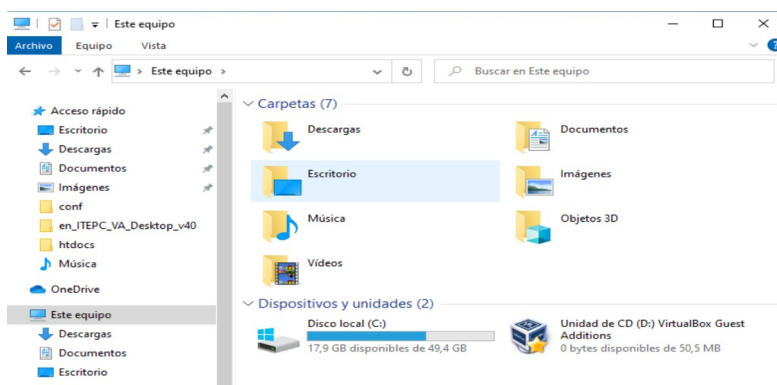 Este equipo
Archivo
Equipo
Vista
Este equipo
Buscar en Este equipo
Acceso rápido
Escritorio
Descargas
Documentos
Imágenes
conf
en_ITEPC_VA_Desktop_v40
htdocs
Música
OneDrive
Este equipo
Descargas
Documentos
Escritorio
Carpetas (7)
Descargas
Documentos
Escritorio
Imágenes
Música
Objetos 3D
Vídeos
Dispositivos y unidades (2)
Disco local (C:)
17,9 GB disponibles de 49,4 GB
Unidad de CD (D:) VirtualBox Guest
Additions
0 bytes disponibles de 50,5 MB